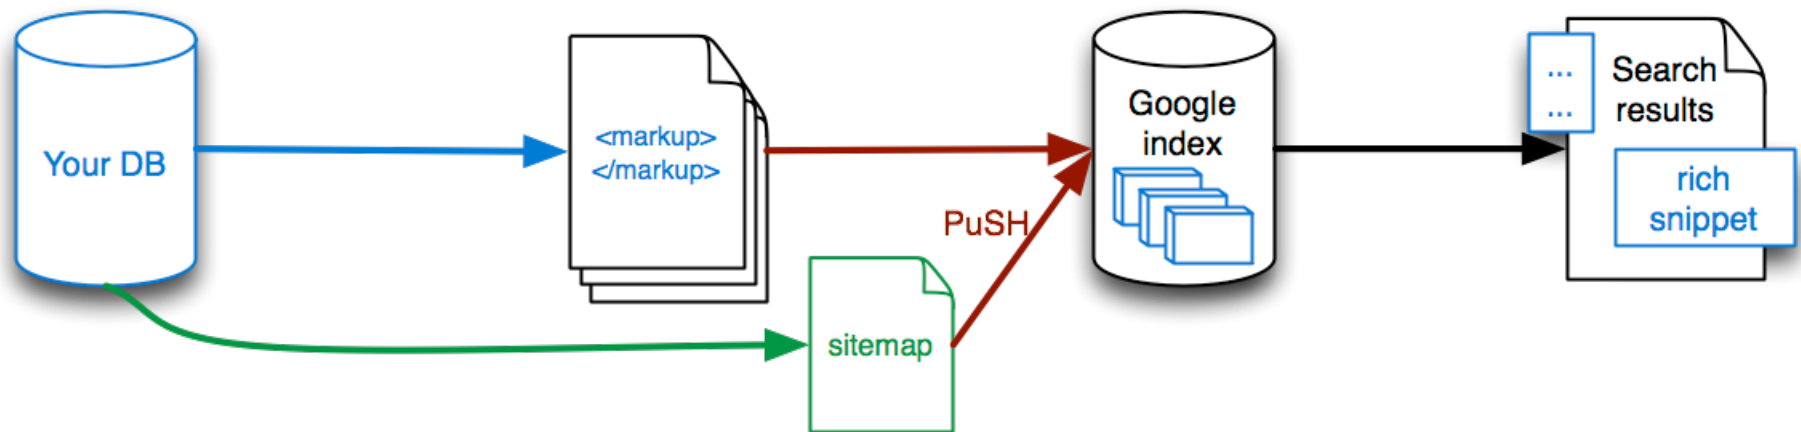 Your DB
<markup>
</markup>
PuSH
sitemap
Google
index
...
...
Search
results
rich
snippet